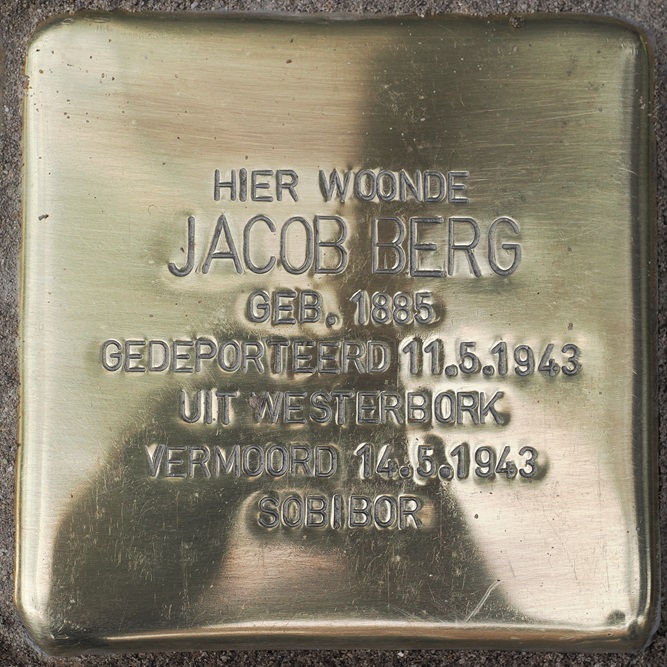 HIER WOONDE
JACOB BERG
GEB. 1885
GEDEPORTEERD 11.5.1943
UIT WESTERBORK
VERMOORD 14.5.1943
SOBIBOR